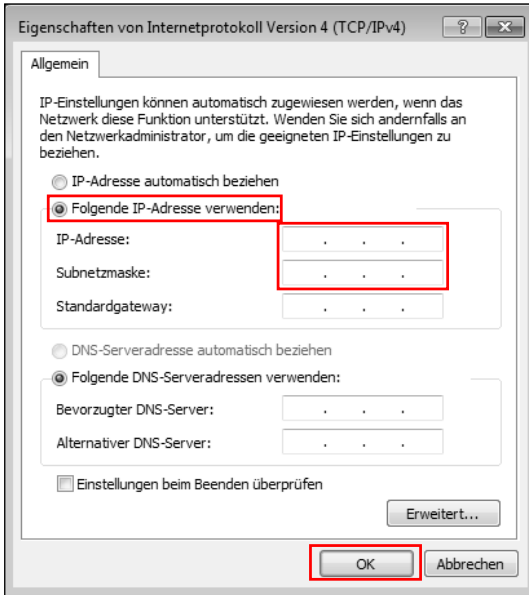 Eigenschaften von Internetprotokoll Version 4 (TCP/IPv4)
Allgemein
IP-Einstellungen können automatisch zugewiesen werden, wenn das
Netzwerk diese Funktion unterstützt. Wenden Sie sich andernfalls an
den Netzwerkadministrator, um die geeigneten IP-Einstellungen zu
beziehen.
IP-Adresse automatisch beziehen
Folgende IP-Adresse verwenden:
IP-Adresse: . . .
Subnetzmaske: . . .
Standardgateway: . . .
DNS-Serveradresse automatisch beziehen
Folgende DNS-Serveradressen verwenden:
Bevorzugter DNS-Server: . . .
Alternativer DNS-Server: . . .
Einstellungen beim Beenden überprüfen
Erweitert...
OK Abbrechen